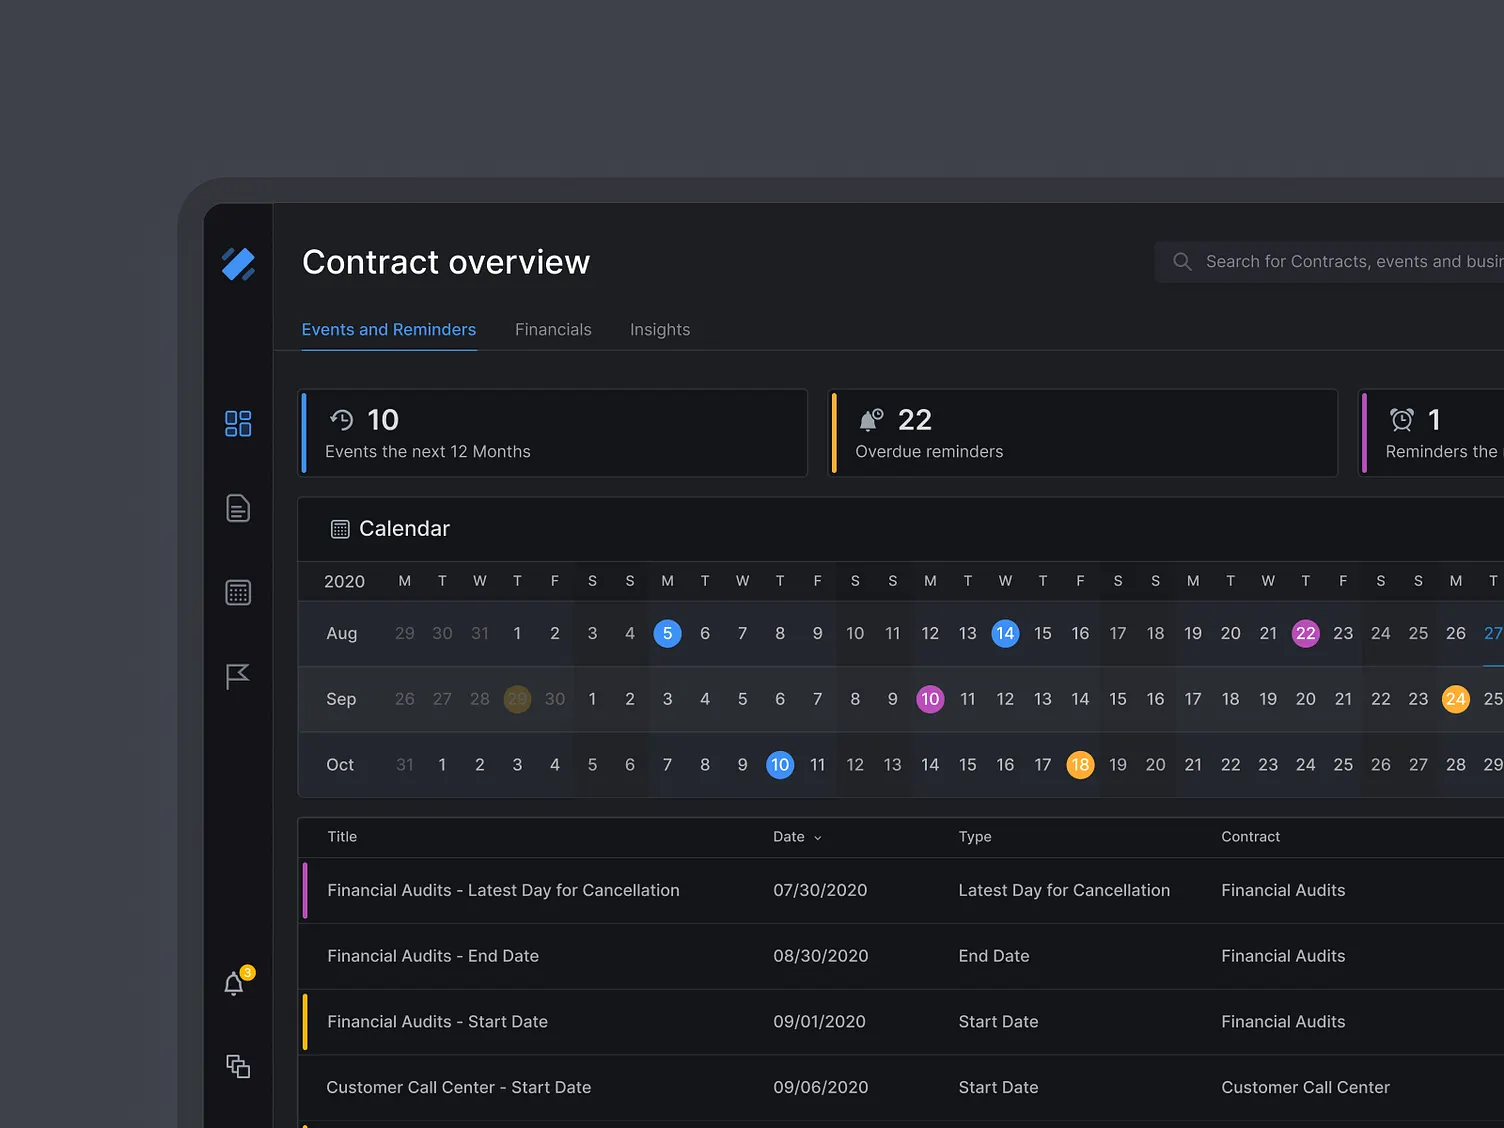 Contract overview
Search for Contracts, events and busin
Events and Reminders Financials Insights
10
Events the next 12 Months
22
Overdue reminders
1
Reminders the
Calendar
2020 M T W T F S S M T W T F S S M T W T F S S M T W T F S S M T
Aug 29 30 31 1 2 3 4 5 6 7 8 9 10 11 12 13 14 15 16 17 18 19 20 21 22 23 24 25 26 27
Sep 26 27 28 29 30 1 2 3 4 5 6 7 8 9 10 11 12 13 14 15 16 17 18 19 20 21 22 23 24 25
Oct 31 1 2 3 4 5 6 7 8 9 10 11 12 13 14 15 16 17 18 19 20 21 22 23 24 25 26 27 28 29
Title Date Type Contract
Financial Audits - Latest Day for Cancellation 07/30/2020 Latest Day for Cancellation Financial Audits
Financial Audits - End Date 08/30/2020 End Date Financial Audits
3
Financial Audits - Start Date 09/01/2020 Start Date Financial Audits
Customer Call Center - Start Date 09/06/2020 Start Date Customer Call Center